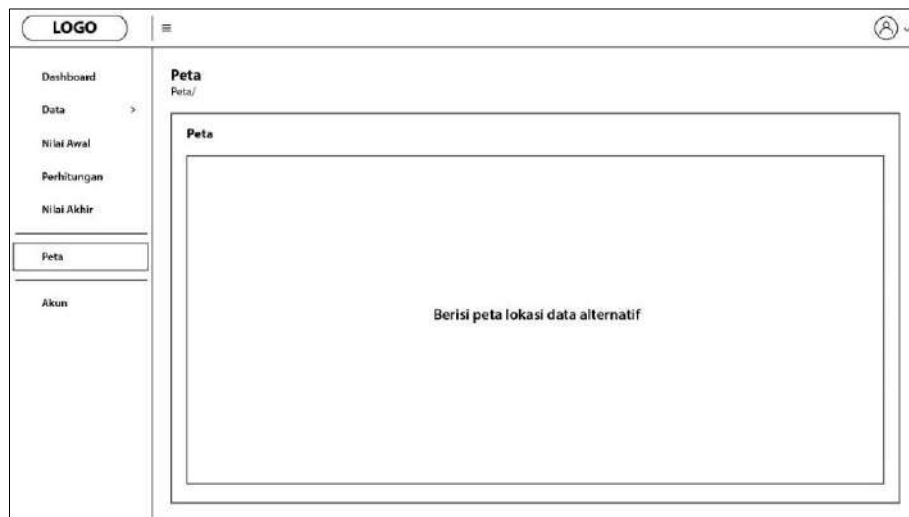 LOGO
Dashboard
Data >
Nilai Awal
Perhitungan
Nilai Akhir
Peta
Akun
Peta
Peta/
Peta
Berisi peta lokasi data alternatif